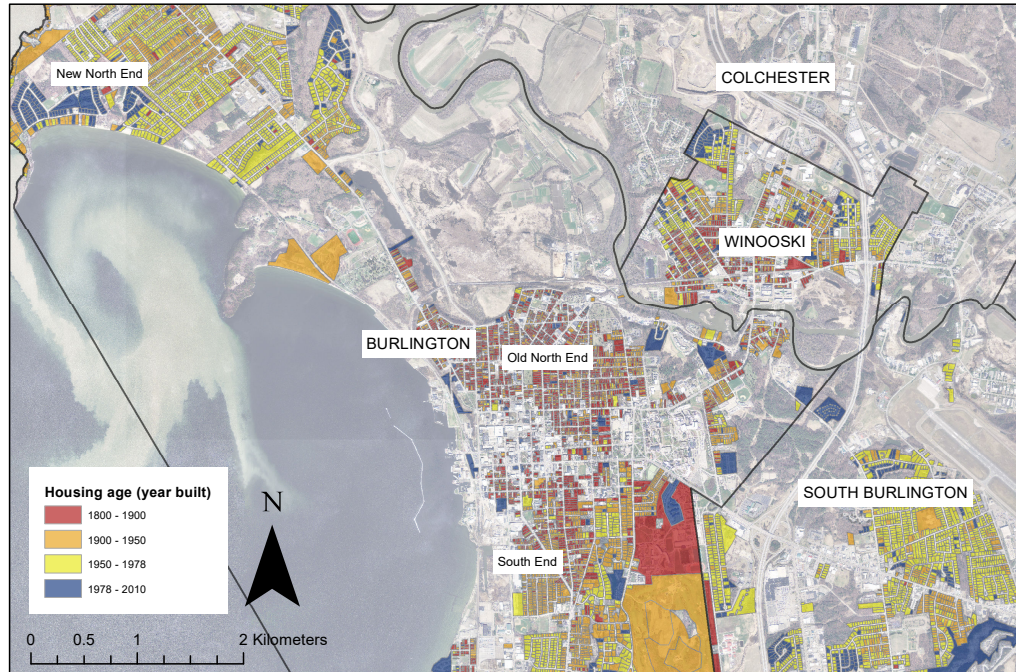 COLCHESTER
New North End
WINOOSKI
BURLINGTON
Old North End
SOUTH BURLINGTON
South End
Housing age (year built)
1800 - 1900
1900 - 1950
1950 - 1978
1978 - 2010
N
0 0.5 1 2 Kilometers